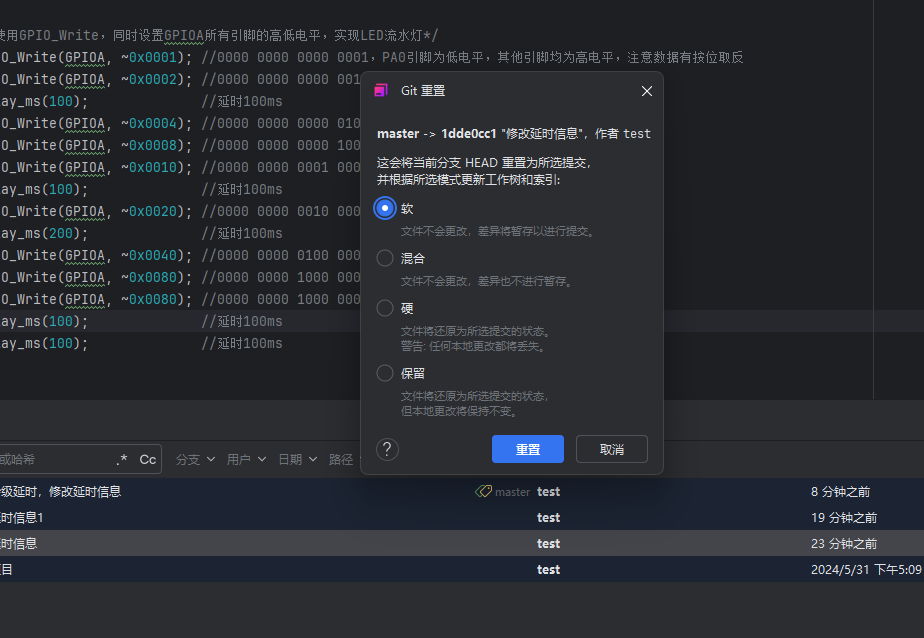 使用GPIO_Write，同时设置GPIOA所有引脚的高低电平，实现LED流水灯*/
O_Write(GPIOA, ~0x0001); //0000 0000 0000 0001，PA0引脚为低电平，其他引脚均为高电平，注意数据有按位取反
O_Write(GPIOA, ~0x0002); //0000 0000 0000 001
ay_ms(100); //延时100ms
O_Write(GPIOA, ~0x0004); //0000 0000 0000 010
O_Write(GPIOA, ~0x0008); //0000 0000 0000 100
O_Write(GPIOA, ~0x0010); //0000 0000 0001 000
ay_ms(100); //延时100ms
O_Write(GPIOA, ~0x0020); //0000 0000 0010 000
ay_ms(200); //延时100ms
O_Write(GPIOA, ~0x0040); //0000 0000 0100 000
O_Write(GPIOA, ~0x0080); //0000 0000 1000 000
O_Write(GPIOA, ~0x0080); //0000 0000 1000 000
ay_ms(100); //延时100ms
ay_ms(100); //延时100ms
Git 重置
master -> 1dde0cc1 "修改延时信息"，作者 test
这会将当前分支 HEAD 重置为所选提交，
并根据所选模式更新工作树和索引:
软
文件不会更改，差异将暂存以进行提交。
混合
文件不会更改，差异也不进行暂存。
硬
文件将还原为所选提交的状态。
警告: 任何本地更改都将丢失。
保留
文件将还原为所选提交的状态，
但本地更改将保持不变。
? 重置 取消
或哈希 .* Cc 分支 用户 日期 路径
级延时，修改延时信息 master test 8 分钟之前
时信息1 test 19 分钟之前
时信息 test 23 分钟之前
目 test 2024/5/31 下午5:09